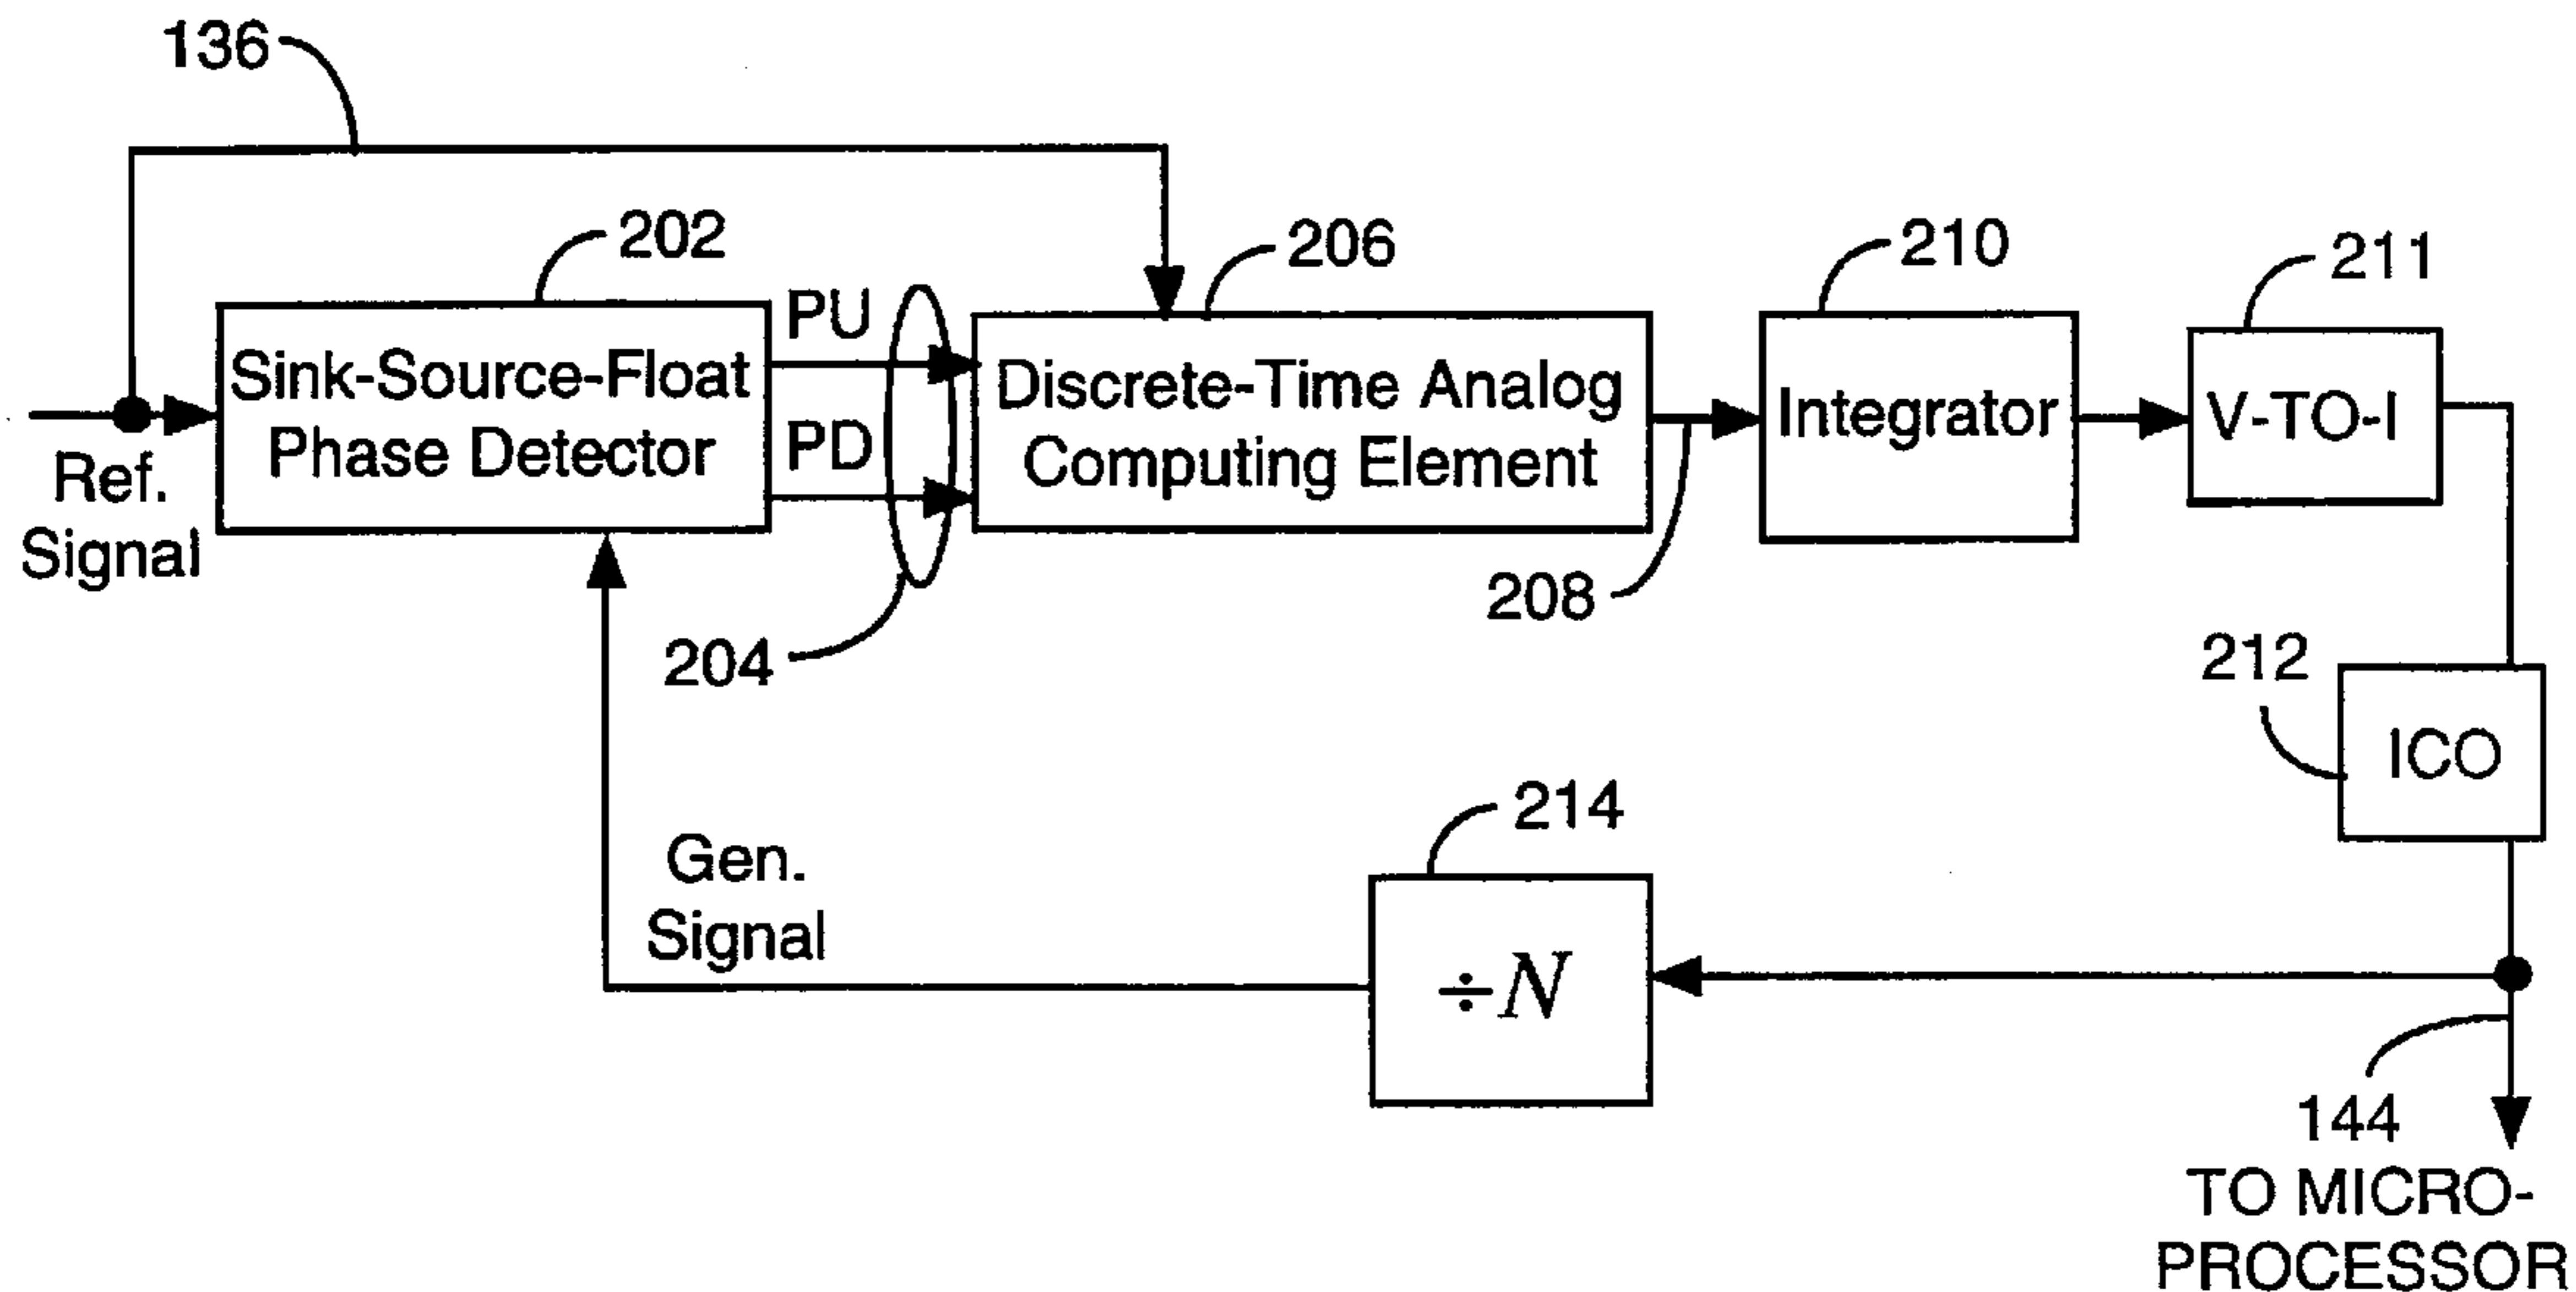 136
202
206
210
211
PU
Sink-Source-Float
Phase Detector
PD
Discrete-Time Analog
Computing Element
Integrator
V-TO-I
Ref.
Signal
208
204
212
ICO
214
Gen.
Signal
÷N
144
TO MICRO-
PROCESSOR